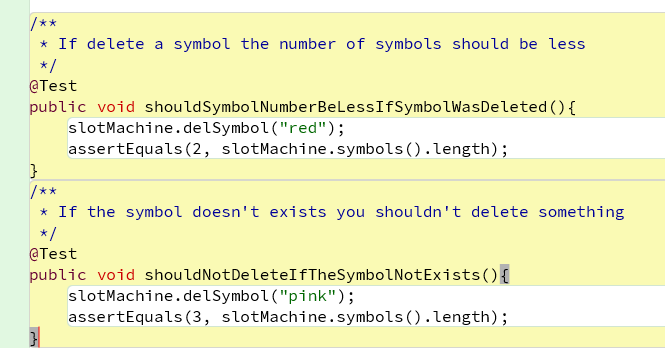 /**
 * If delete a symbol the number of symbols should be less
 */
@Test
public void shouldSymbolNumberBeLessIfSymbolWasDeleted(){
    slotMachine.delSymbol("red");
    assertEquals(2, slotMachine.symbols().length);
}
/**
 * If the symbol doesn't exists you shouldn't delete something
 */
@Test
public void shouldNotDeleteIfTheSymbolNotExists(){
    slotMachine.delSymbol("pink");
    assertEquals(3, slotMachine.symbols().length);
}